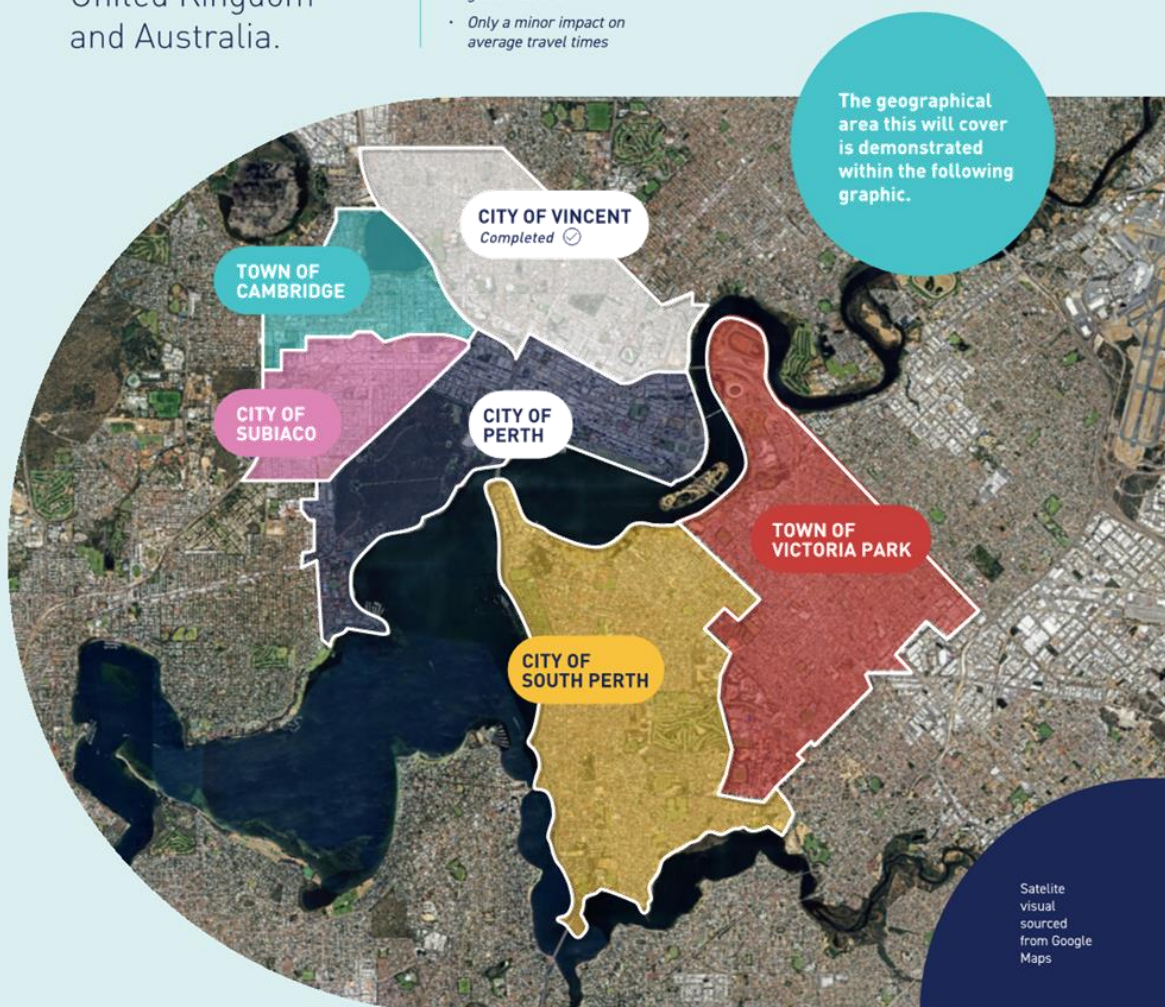 United Kingdom
and Australia.
• Only a minor impact on
average travel times
The geographical
area this will cover
is demonstrated
within the following
graphic.
CITY OF VINCENT
Completed
TOWN OF
CAMBRIDGE
CITY OF
SUBIACO
CITY OF
PERTH
TOWN OF
VICTORIA PARK
CITY OF
SOUTH PERTH
Satelite
visual
sourced
from Google
Maps